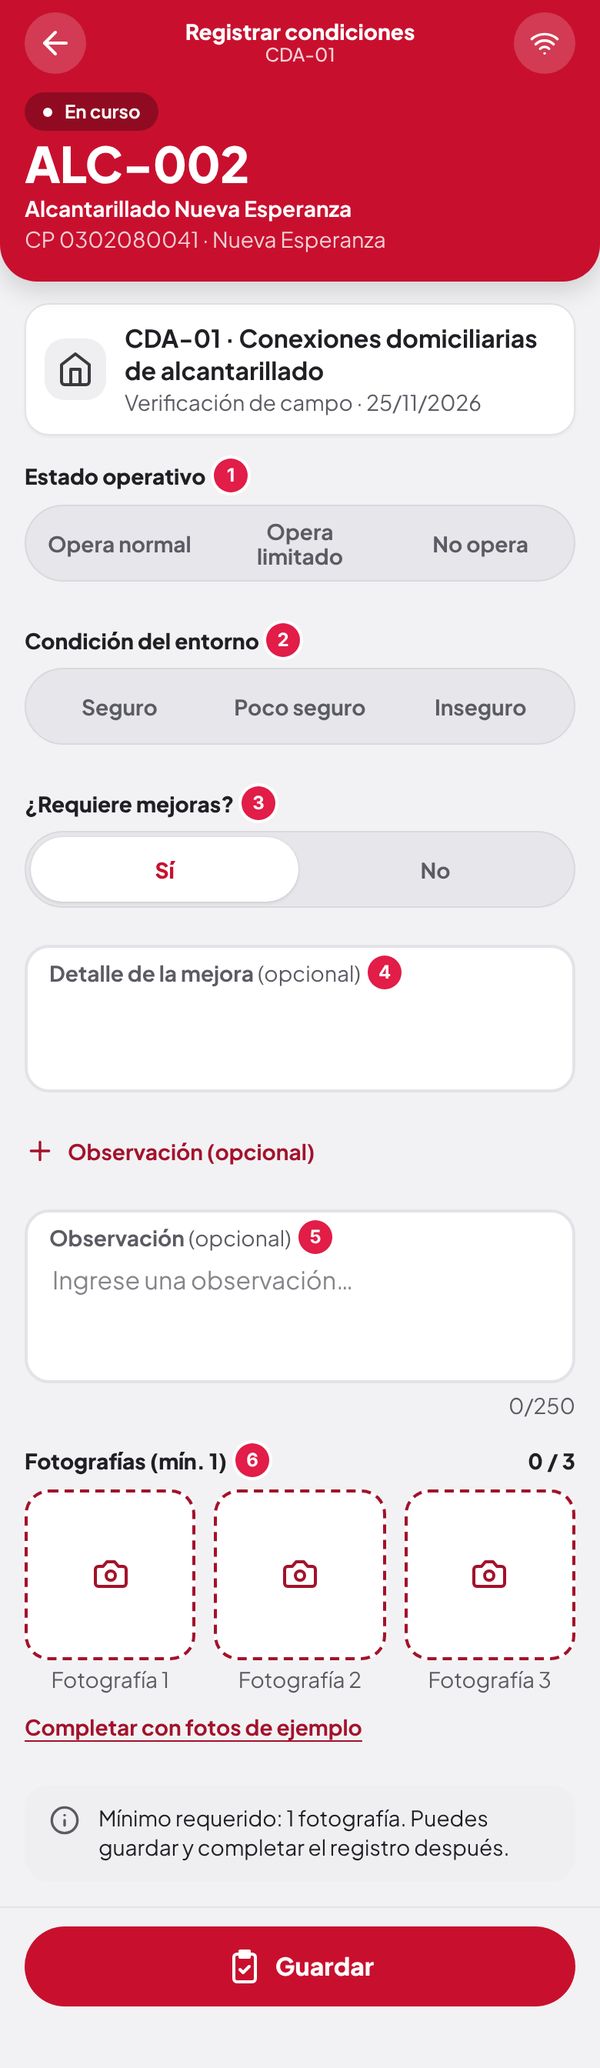 Registrar condiciones
CDA-01
En curso
ALC-002
Alcantarillado Nueva Esperanza
CP 0302080041 · Nueva Esperanza
CDA-01 · Conexiones domiciliarias
de alcantarillado
Verificación de campo · 25/11/2026
Estado operativo 1
Opera normal
Opera
limitado
No opera
Condición del entorno 2
Seguro Poco seguro Inseguro
¿Requiere mejoras? 3
Sí No
Detalle de la mejora (opcional) 4
+ Observación (opcional)
Observación (opcional) 5
Ingrese una observación...
0/250
Fotografías (mín. 1) 6 0 / 3
Fotografía 1 Fotografía 2 Fotografía 3
Completar con fotos de ejemplo
Mínimo requerido: 1 fotografía. Puedes
guardar y completar el registro después.
Guardar